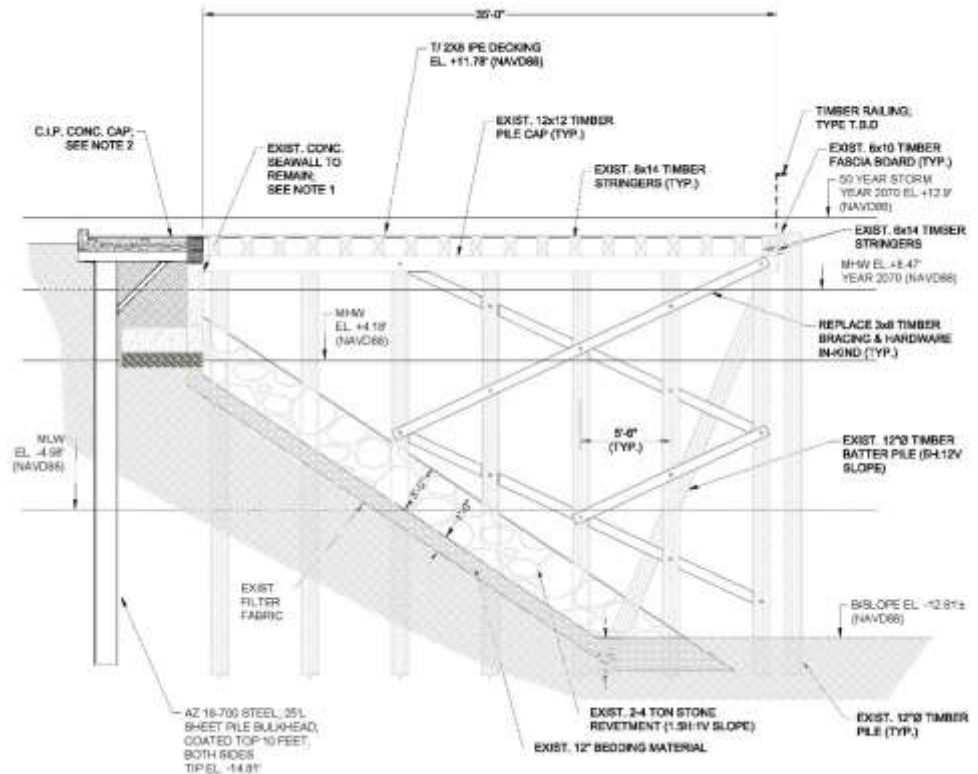 35'-0"
T/ 2X6 IPE DECKING
EL. +11.78' (NAVD88)
C.I.P. CONC. CAP;
SEE NOTE 2
EXIST. CONC.
SEAWALL TO
REMAIN;
SEE NOTE 1
EXIST. 12x12 TIMBER
PILE CAP (TYP.)
EXIST. 6x14 TIMBER
STRINGERS (TYP.)
TIMBER RAILING;
TYPE T.B.D
EXIST. 6x10 TIMBER
FASCIA BOARD (TYP.)
50 YEAR STORM
YEAR 2070 EL +12.9'
(NAVD88)
EXIST. 6x14 TIMBER
STRINGERS
MHW EL.+8.47'
YEAR 2070 (NAVD88)
MHW
EL. +4.18'
(NAVD88)
REPLACE 3x8 TIMBER
BRACING & HARDWARE
IN-KIND (TYP.)
MLW
EL. -4.98'
(NAVD88)
5'-6"
(TYP.)
EXIST. 12"Ø TIMBER
BATTER PILE (5H:12V
SLOPE)
3'-0"
1'-0"
EXIST.
FILTER
FABRIC
B/SLOPE EL. -12.81'±
(NAVD88)
AZ 18-700 STEEL, 25'L
SHEET PILE BULKHEAD,
COATED TOP 10 FEET,
BOTH SIDES
TIP EL. -14.81'
EXIST. 2-4 TON STONE
REVETMENT (1.5H:1V SLOPE)
EXIST. 12" BEDDING MATERIAL
EXIST. 12"Ø TIMBER
PILE (TYP.)